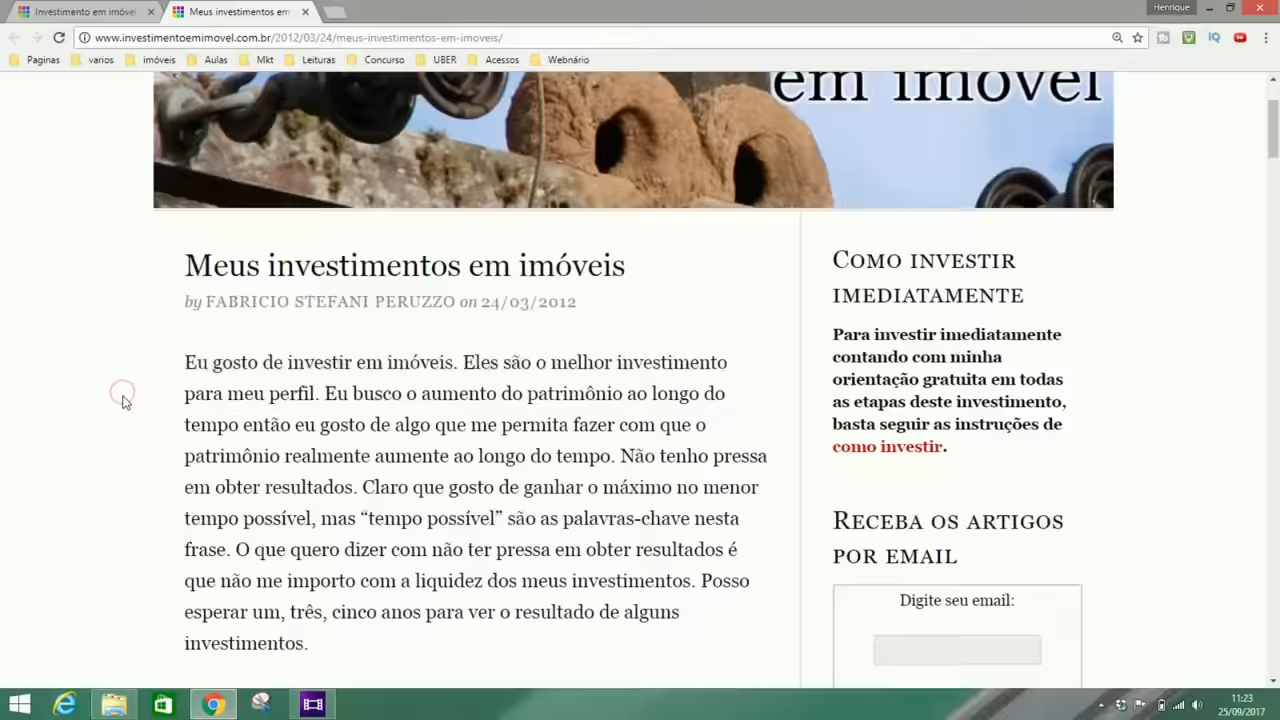 Investimento em imóve
Meus investimentos em
Henrique
www.investimentoemimovel.com.br/2012/03/24/meus-investimentos-em-imoveis/
Paginas
varios
imóveis
Aulas
Mkt
Leituras
Concurso
UBER
Acessos
Webnário
em imóvel
Meus investimentos em imóveis
by FABRICIO STEFANI PERUZZO on 24/03/2012
Eu gosto de investir em imóveis. Eles são o melhor investimento
para meu perfil. Eu busco o aumento do patrimônio ao longo do
tempo então eu gosto de algo que me permita fazer com que o
patrimônio realmente aumente ao longo do tempo. Não tenho pressa
em obter resultados. Claro que gosto de ganhar o máximo no menor
tempo possível, mas “tempo possível” são as palavras-chave nesta
frase. O que quero dizer com não ter pressa em obter resultados é
que não me importo com a liquidez dos meus investimentos. Posso
esperar um, três, cinco anos para ver o resultado de alguns
investimentos.
COMO INVESTIR
IMEDIATAMENTE
Para investir imediatamente
contando com minha
orientação gratuita em todas
as etapas deste investimento,
basta seguir as instruções de
como investir.
RECEBA OS ARTIGOS
POR EMAIL
Digite seu email:
11:23
25/09/2017